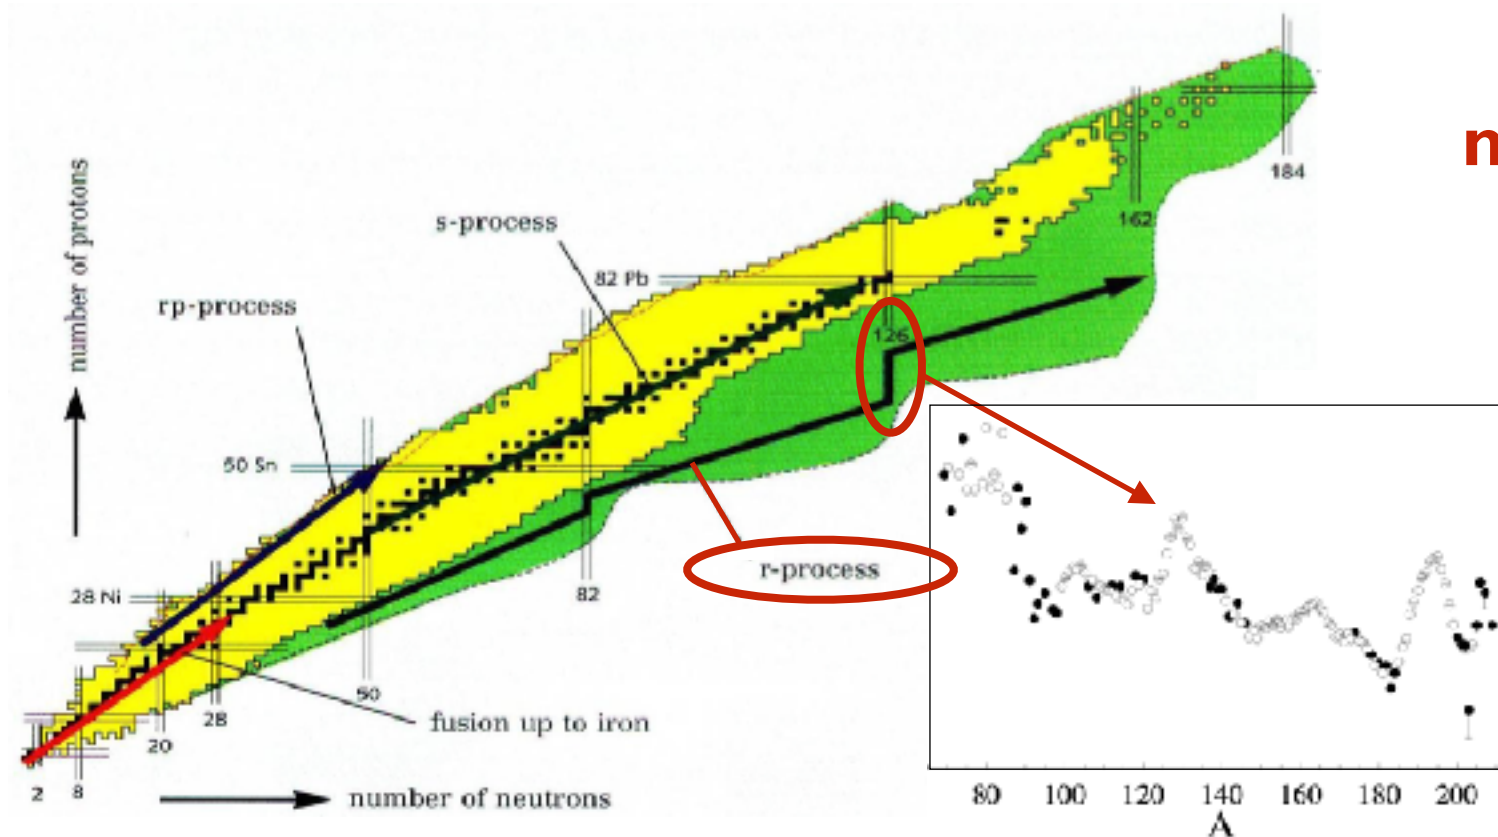 n
184
162
number of protons
s-process
82 Pb
rp-process
126
50 Sn
r-process
82
28 Ni
50
28
fusion up to iron
20
2
8
number of neutrons
80 100 120 140 160 180 200
A